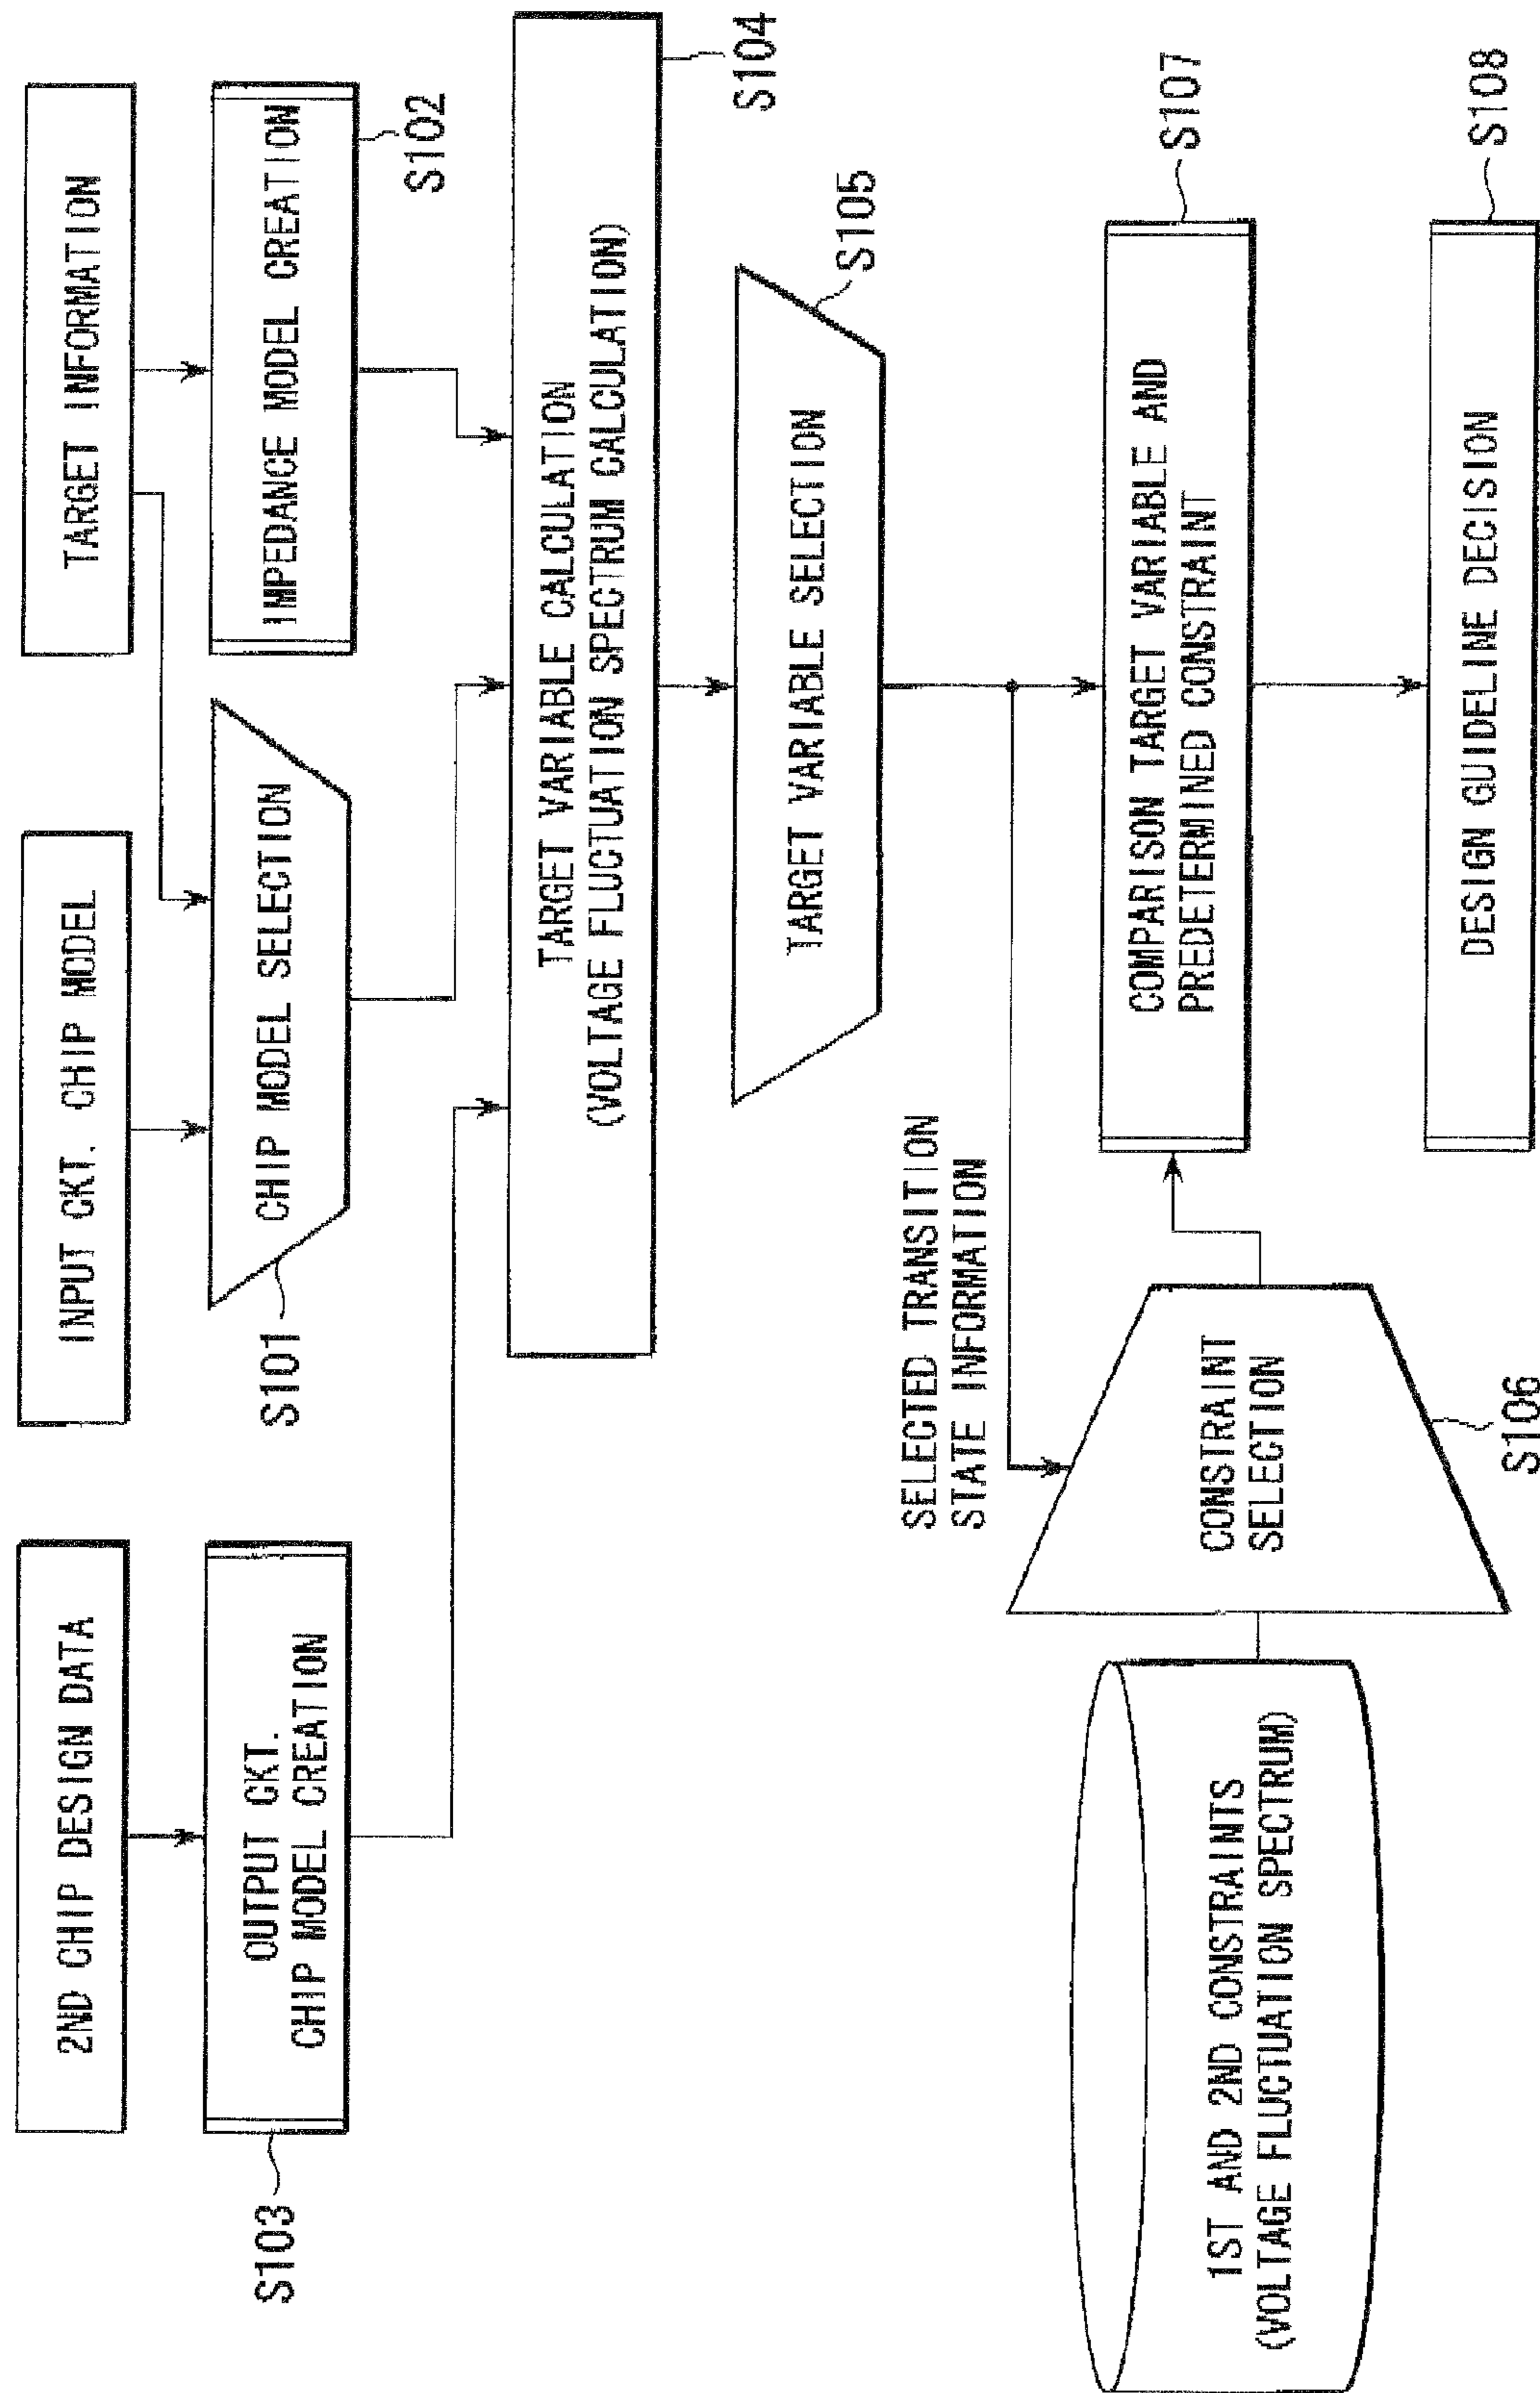 2ND CHIP DESIGN DATA
INPUT CKT. CHIP MODEL
TARGET INFORMATION
OUTPUT CKT.
CHIP MODEL CREATION
S103
CHIP MODEL SELECTION
S101
IMPEDANCE MODEL CREATION
S102
TARGET VARIABLE CALCULATION
(VOLTAGE FLUCTUATION SPECTRUM CALCULATION)
S104
TARGET VARIABLE SELECTION
S105
SELECTED TRANSITION
STATE INFORMATION
1ST AND 2ND CONSTRAINTS
(VOLTAGE FLUCTUATION SPECTRUM)
CONSTRAINT
SELECTION
S106
COMPARISON TARGET VARIABLE AND
PREDETERMINED CONSTRAINT
S107
DESIGN GUIDELINE DECISION
S108